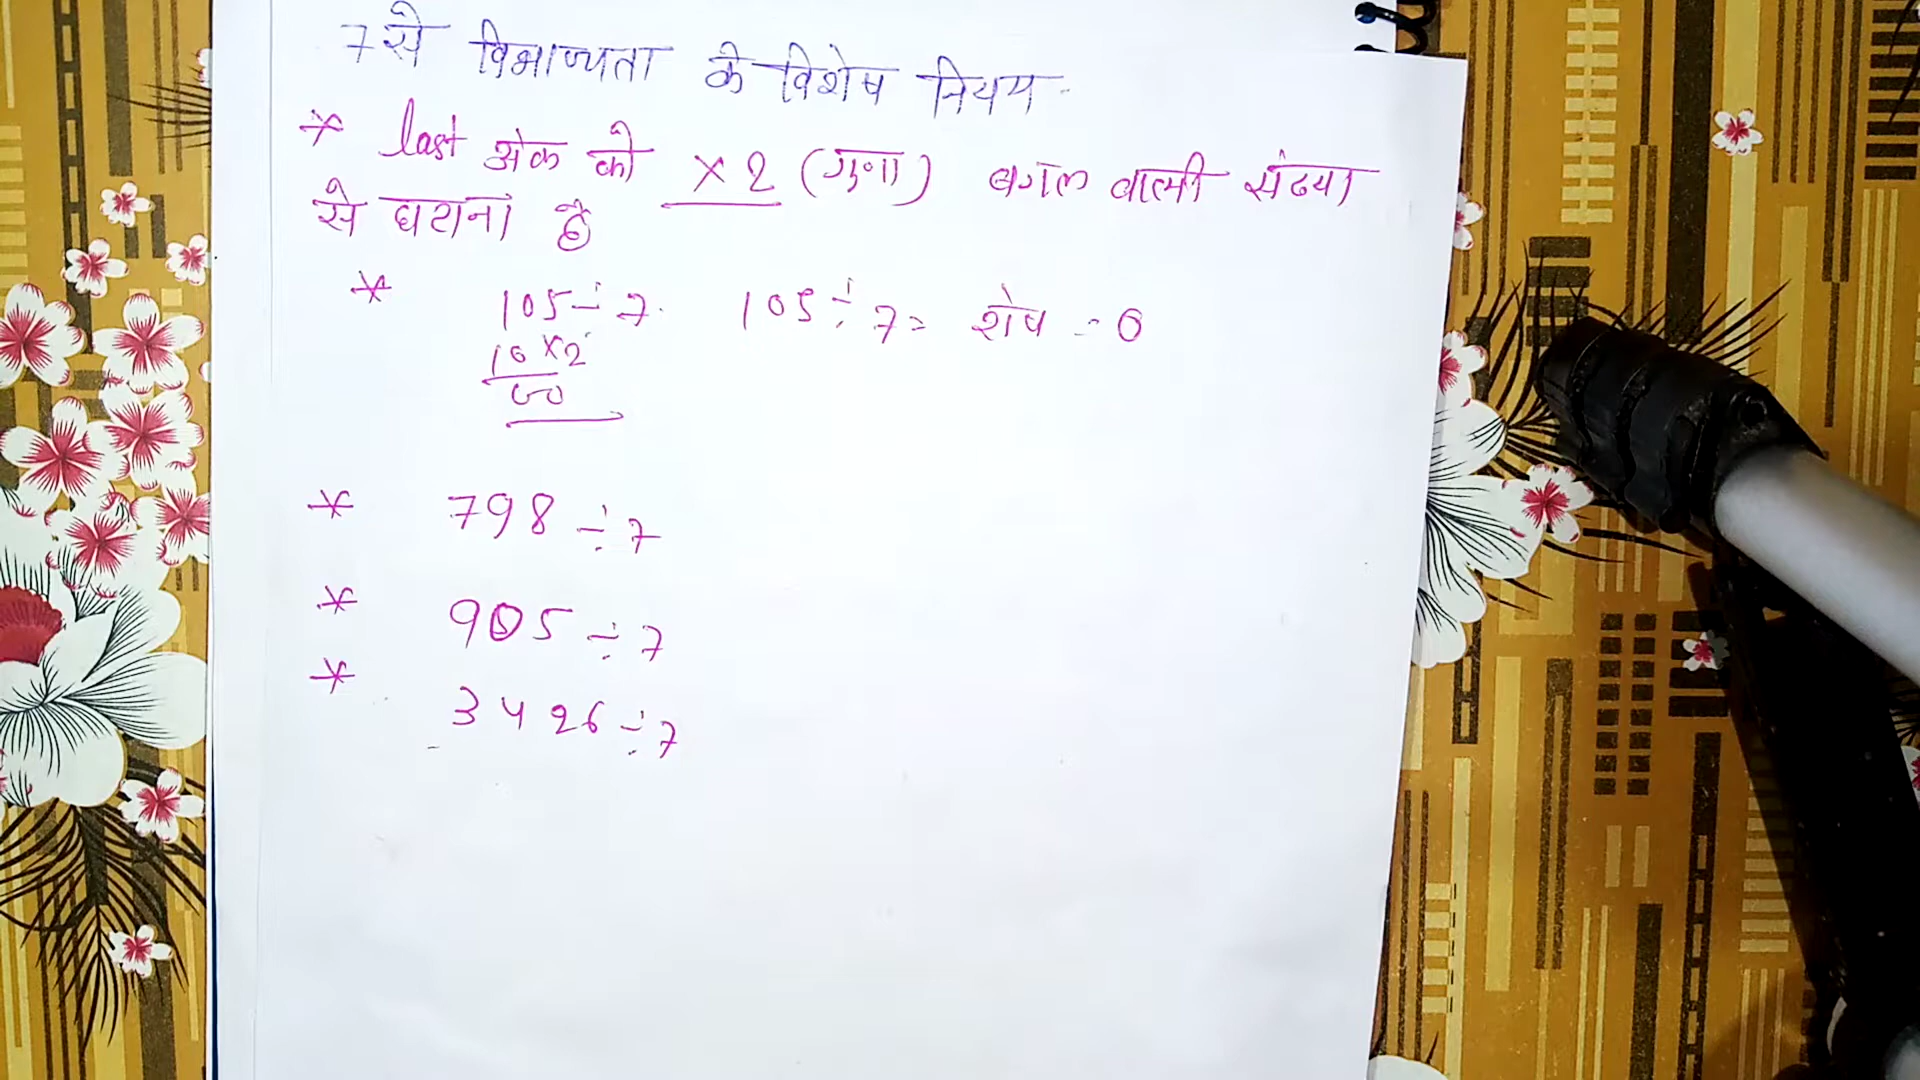 7 से विभाज्यता के विशेष नियम -
* last अंक को × 2 (गुणा) बगल वाली संख्या
से घटाना है
* 105 ÷ 7 105 ÷ 7 = शेष = 0
10 × 2
00
* 798 ÷ 7
* 905 ÷ 7
* 3426 ÷ 7